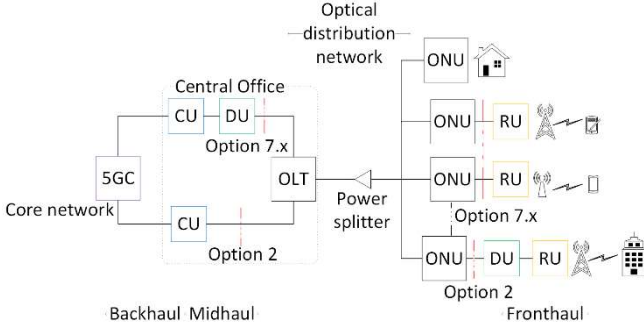 Optical
distribution
network
Central Office
CU
DU
Option 7.x
5GC
Core network
CU
Option 2
OLT
Power
splitter
ONU
ONU
RU
ONU
RU
Option 7.x
ONU
DU
RU
Option 2
Backhaul Midhaul
Fronthaul